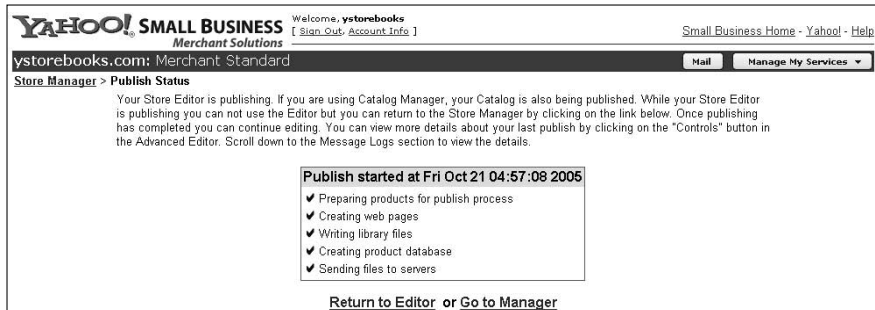 YAHOO! SMALL BUSINESS
Merchant Solutions
Welcome, ystorebooks
[ Sign Out, Account Info ]
Small Business Home - Yahoo! - Help
ystorebooks.com: Merchant Standard
Mail
Manage My Services
Store Manager > Publish Status
Your Store Editor is publishing. If you are using Catalog Manager, your Catalog is also being published. While your Store Editor
is publishing you can not use the Editor but you can return to the Store Manager by clicking on the link below. Once publishing
has completed you can continue editing. You can view more details about your last publish by clicking on the "Controls" button in
the Advanced Editor. Scroll down to the Message Logs section to view the details.
Publish started at Fri Oct 21 04:57:08 2005
✔ Preparing products for publish process
✔ Creating web pages
✔ Writing library files
✔ Creating product database
✔ Sending files to servers
Return to Editor or Go to Manager